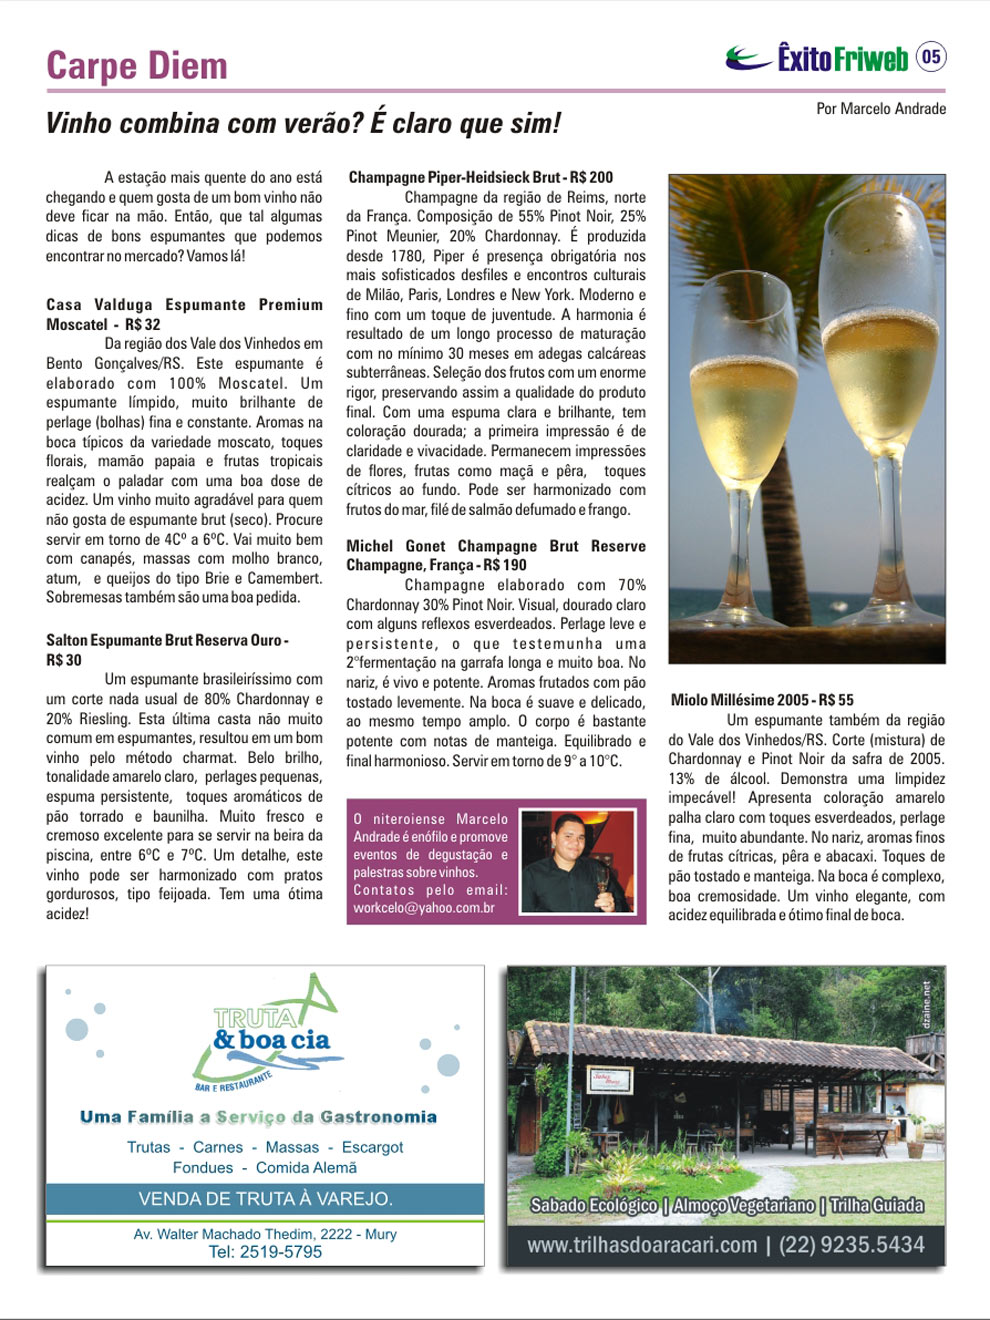 Carpe Diem
ÊxitoFriweb 05
Por Marcelo Andrade
Vinho combina com verão? É claro que sim!
A estação mais quente do ano está
chegando e quem gosta de um bom vinho não
deve ficar na mão. Então, que tal algumas
dicas de bons espumantes que podemos
encontrar no mercado? Vamos lá!
Casa Valduga Espumante Premium
Moscatel - R$ 32
Da região dos Vale dos Vinhedos em
Bento Gonçalves/RS. Este espumante é
elaborado com 100% Moscatel. Um
espumante límpido, muito brilhante de
perlage (bolhas) fina e constante. Aromas na
boca típicos da variedade moscato, toques
florais, mamão papaia e frutas tropicais
realçam o paladar com uma boa dose de
acidez. Um vinho muito agradável para quem
não gosta de espumante brut (seco). Procure
servir em torno de 4Cº a 6ºC. Vai muito bem
com canapés, massas com molho branco,
atum, e queijos do tipo Brie e Camembert.
Sobremesas também são uma boa pedida.
Salton Espumante Brut Reserva Ouro -
R$ 30
Um espumante brasileiríssimo com
um corte nada usual de 80% Chardonnay e
20% Riesling. Esta última casta não muito
comum em espumantes, resultou em um bom
vinho pelo método charmat. Belo brilho,
tonalidade amarelo claro, perlages pequenas,
espuma persistente, toques aromáticos de
pão torrado e baunilha. Muito fresco e
cremoso excelente para se servir na beira da
piscina, entre 6ºC e 7ºC. Um detalhe, este
vinho pode ser harmonizado com pratos
gordurosos, tipo feijoada. Tem uma ótima
acidez!
Champagne Piper-Heidsieck Brut - R$ 200
Champagne da região de Reims, norte
da França. Composição de 55% Pinot Noir, 25%
Pinot Meunier, 20% Chardonnay. É produzida
desde 1780, Piper é presença obrigatória nos
mais sofisticados desfiles e encontros culturais
de Milão, Paris, Londres e New York. Moderno e
fino com um toque de juventude. A harmonia é
resultado de um longo processo de maturação
com no mínimo 30 meses em adegas calcáreas
subterrâneas. Seleção dos frutos com um enorme
rigor, preservando assim a qualidade do produto
final. Com uma espuma clara e brilhante, tem
coloração dourada; a primeira impressão é de
claridade e vivacidade. Permanecem impressões
de flores, frutas como maçã e pêra, toques
cítricos ao fundo. Pode ser harmonizado com
frutos do mar, filé de salmão defumado e frango.
Michel Gonet Champagne Brut Reserve
Champagne, França - R$ 190
Champagne elaborado com 70%
Chardonnay 30% Pinot Noir. Visual, dourado claro
com alguns reflexos esverdeados. Perlage leve e
persistente, o que testemunha uma
2ªfermentação na garrafa longa e muito boa. No
nariz, é vivo e potente. Aromas frutados com pão
tostado levemente. Na boca é suave e delicado,
ao mesmo tempo amplo. O corpo é bastante
potente com notas de manteiga. Equilibrado e
final harmonioso. Servir em torno de 9° a 10°C.
O niteroiense Marcelo
Andrade é enófilo e promove
eventos de degustação e
palestras sobre vinhos.
Contatos pelo email:
workcelo@yahoo.com.br
Miolo Millésime 2005 - R$ 55
Um espumante também da região
do Vale dos Vinhedos/RS. Corte (mistura) de
Chardonnay e Pinot Noir da safra de 2005.
13% de álcool. Demonstra uma limpidez
impecável! Apresenta coloração amarelo
palha claro com toques esverdeados, perlage
fina, muito abundante. No nariz, aromas finos
de frutas cítricas, pêra e abacaxi. Toques de
pão tostado e manteiga. Na boca é complexo,
boa cremosidade. Um vinho elegante, com
acidez equilibrada e ótimo final de boca.
TRUTA
& boa cia
BAR E RESTAURANTE
Uma Família a Serviço da Gastronomia
Trutas - Carnes - Massas - Escargot
Fondues - Comida Alemã
VENDA DE TRUTA À VAREJO.
Av. Walter Machado Thedim, 2222 - Mury
Tel: 2519-5795
dzaine.net
Sabado Ecológico | Almoço Vegetariano | Trilha Guiada
www.trilhasdoaracari.com | (22) 9235.5434